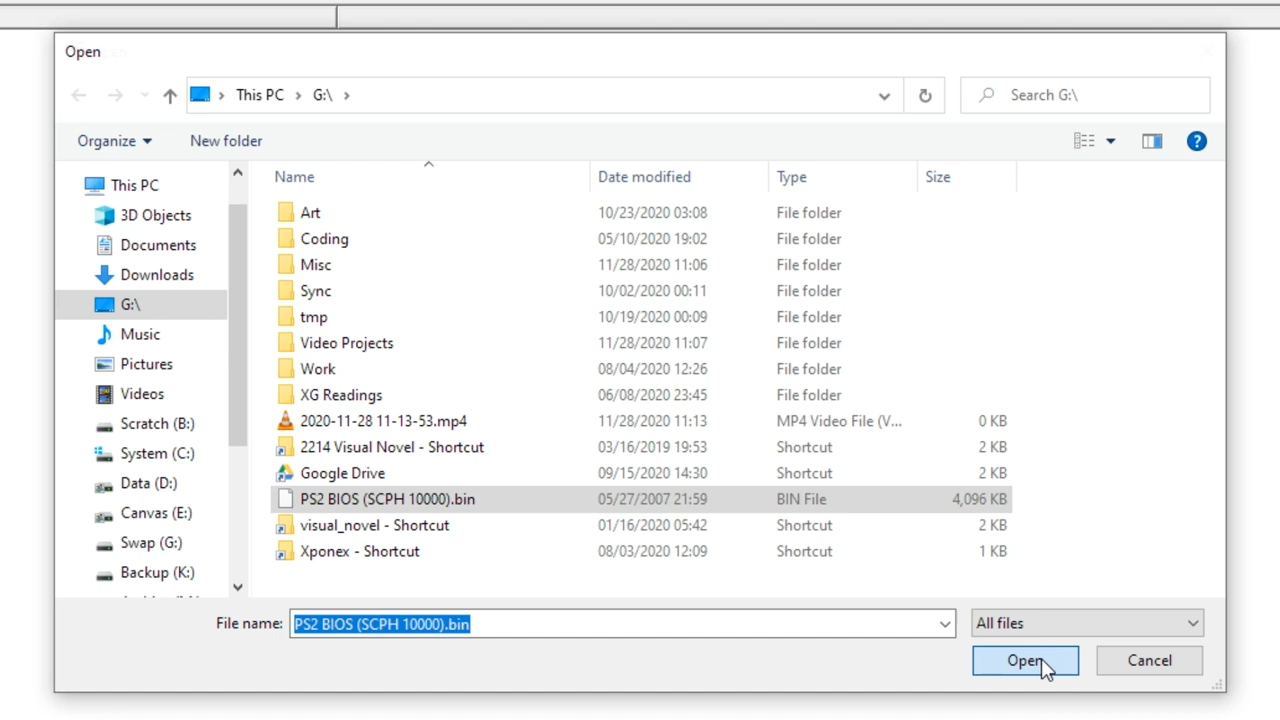 Open
This PC > G:\ >
Search G:\
Organize
New folder
Name Date modified Type Size
This PC
3D Objects
Documents
Downloads
G:\
Music
Pictures
Videos
Scratch (B:)
System (C:)
Data (D:)
Canvas (E:)
Swap (G:)
Backup (K:)
Art 10/23/2020 03:08 File folder
Coding 05/10/2020 19:02 File folder
Misc 11/28/2020 11:06 File folder
Sync 10/02/2020 00:11 File folder
tmp 10/19/2020 00:09 File folder
Video Projects 11/28/2020 11:07 File folder
Work 08/04/2020 12:26 File folder
XG Readings 06/08/2020 23:45 File folder
2020-11-28 11-13-53.mp4 11/28/2020 11:13 MP4 Video File (V... 0 KB
2214 Visual Novel - Shortcut 03/16/2019 19:53 Shortcut 2 KB
Google Drive 09/15/2020 14:30 Shortcut 2 KB
PS2 BIOS (SCPH 10000).bin 05/27/2007 21:59 BIN File 4,096 KB
visual_novel - Shortcut 01/16/2020 05:42 Shortcut 2 KB
Xponex - Shortcut 08/03/2020 12:09 Shortcut 1 KB
File name: PS2 BIOS (SCPH 10000).bin All files
Open Cancel